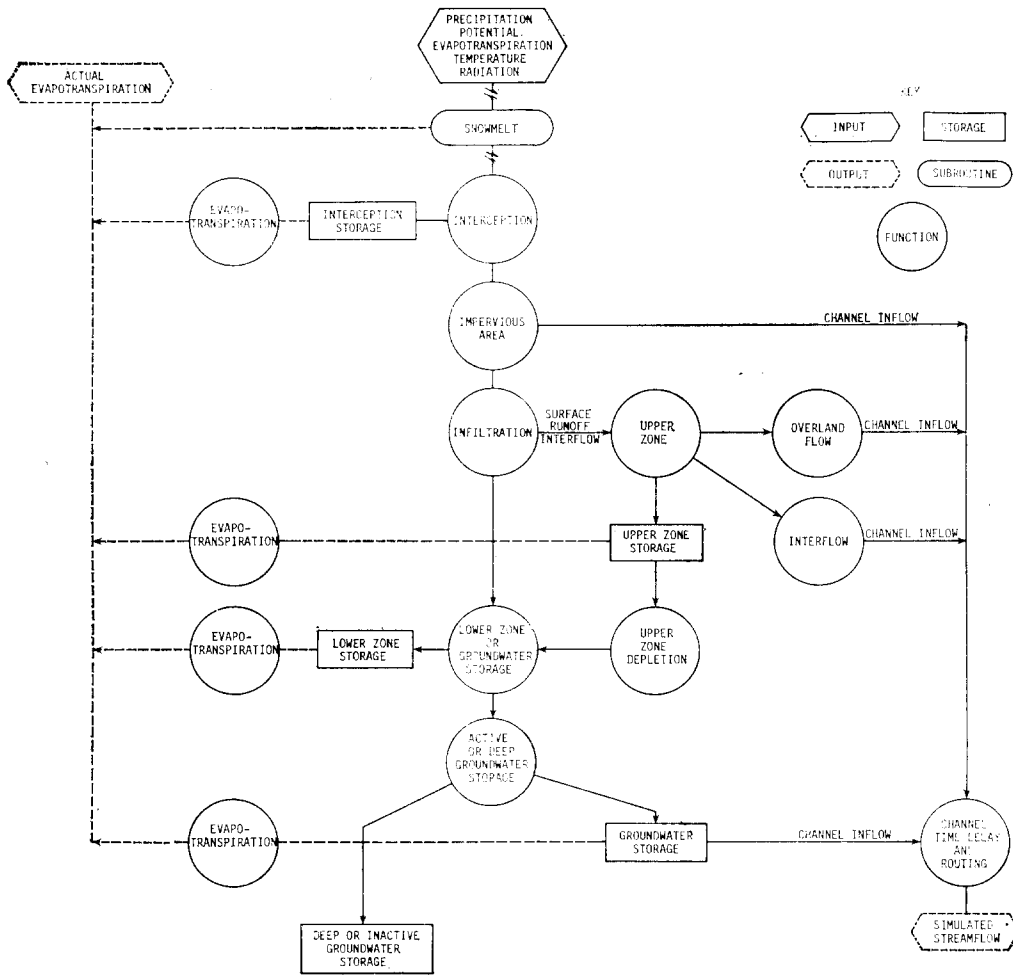 PRECIPITATION
POTENTIAL
EVAPOTRANSPIRATION
TEMPERATURE
RADIATION
ACTUAL
EVAPOTRANSPIRATION
SNOWMELT
KEY
INPUT
STORAGE
OUTPUT
SUBROUTINE
FUNCTION
EVAPO-
TRANSPIRATION
INTERCEPTION
STORAGE
INTERCEPTION
IMPERVIOUS
AREA
CHANNEL INFLOW
INFILTRATION
SURFACE
RUNOFF
INTERFLOW
UPPER
ZONE
OVERLAND
FLOW
CHANNEL INFLOW
EVAPO-
TRANSPIRATION
UPPER ZONE
STORAGE
INTERFLOW
CHANNEL INFLOW
EVAPO-
TRANSPIRATION
LOWER ZONE
STORAGE
LOWER ZONE
OR
GROUNDWATER
STORAGE
UPPER
ZONE
DEPLETION
ACTIVE
OR DEEP
GROUNDWATER
STORAGE
EVAPO-
TRANSPIRATION
GROUNDWATER
STORAGE
CHANNEL INFLOW
CHANNEL
TIME DELAY
AND
ROUTING
DEEP OR INACTIVE
GROUNDWATER
STORAGE
SIMULATED
STREAMFLOW